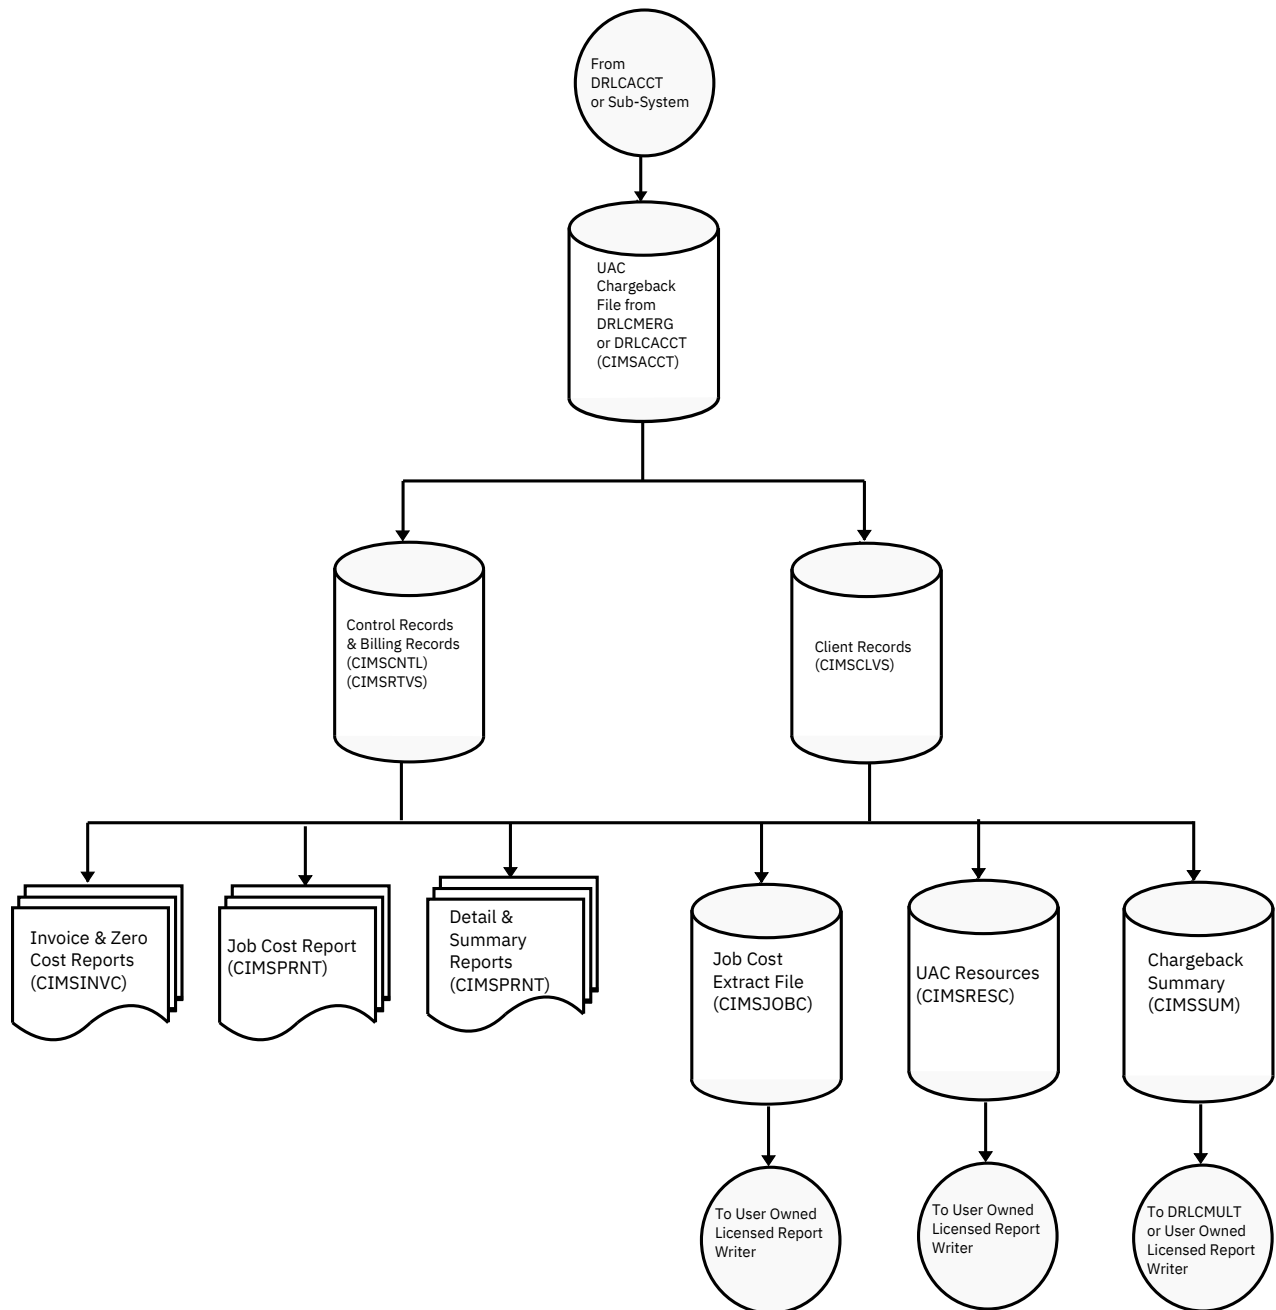 From
DRLCACCT
or Sub-System
UAC
Chargeback
File from
DRLCMERG
or DRLCACCT
(CIMSACCT)
Control Records
& Billing Records
(CIMSCNTL)
(CIMSRTVS)
Client Records
(CIMSCLVS)
Invoice & Zero
Cost Reports
(CIMSINVC)
Job Cost Report
(CIMSPRNT)
Detail &
Summary
Reports
(CIMSPRNT)
Job Cost
Extract File
(CIMSJOBC)
UAC Resources
(CIMSRESC)
Chargeback
Summary
(CIMSSUM)
To User Owned
Licensed Report
Writer
To User Owned
Licensed Report
Writer
To DRLCMULT
or User Owned
Licensed Report
Writer